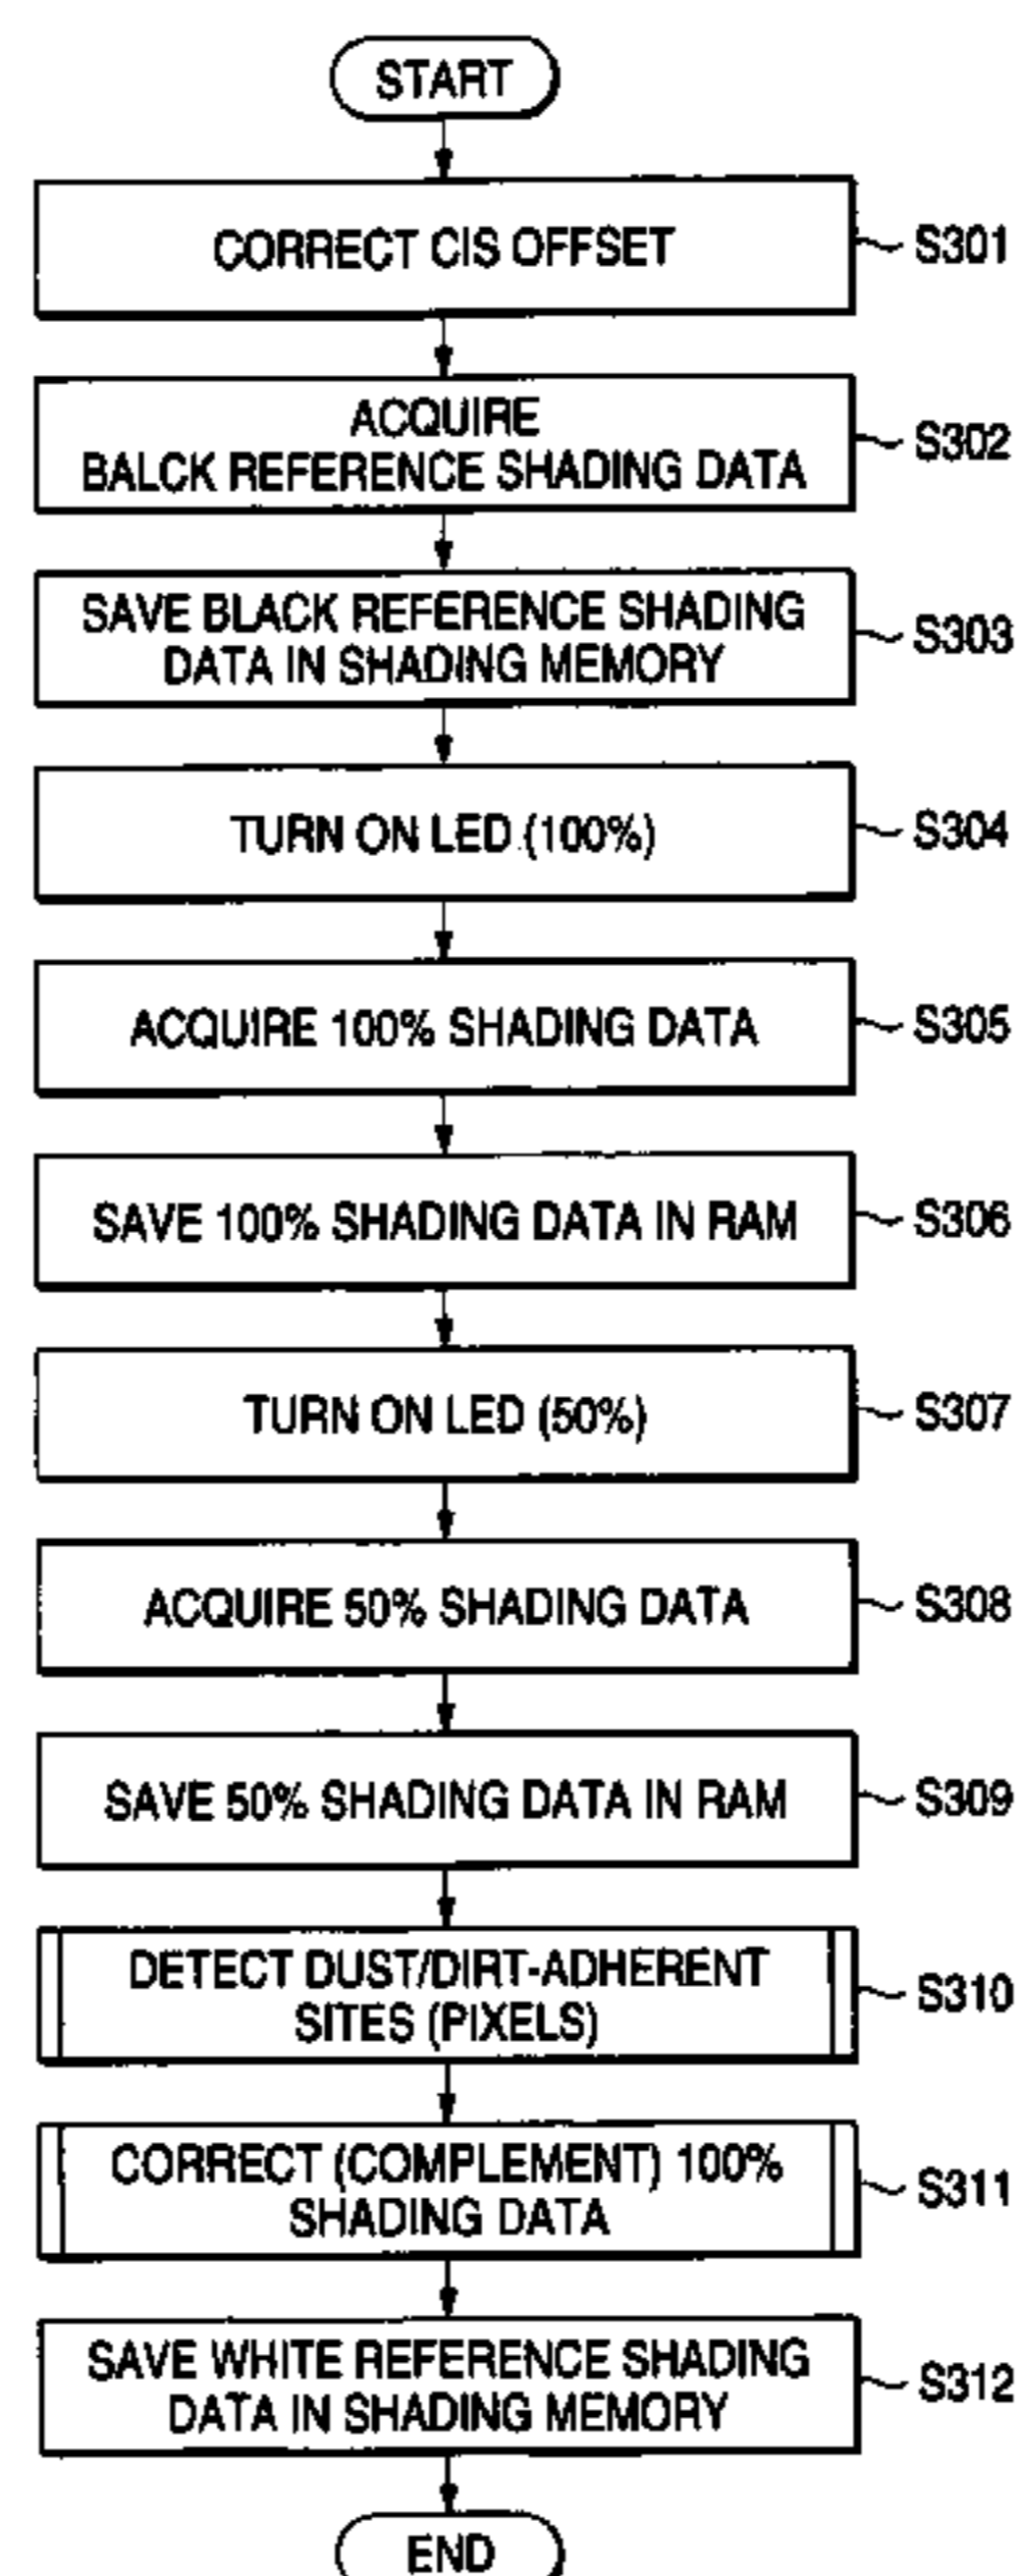 START
CORRECT CIS OFFSET
S301
ACQUIRE
BALCK REFERENCE SHADING DATA
S302
SAVE BLACK REFERENCE SHADING
DATA IN SHADING MEMORY
S303
TURN ON LED (100%)
S304
ACQUIRE 100% SHADING DATA
S305
SAVE 100% SHADING DATA IN RAM
S306
TURN ON LED (50%)
S307
ACQUIRE 50% SHADING DATA
S308
SAVE 50% SHADING DATA IN RAM
S309
DETECT DUST/DIRT-ADHERENT
SITES (PIXELS)
S310
CORRECT (COMPLEMENT) 100%
SHADING DATA
S311
SAVE WHITE REFERENCE SHADING
DATA IN SHADING MEMORY
S312
END